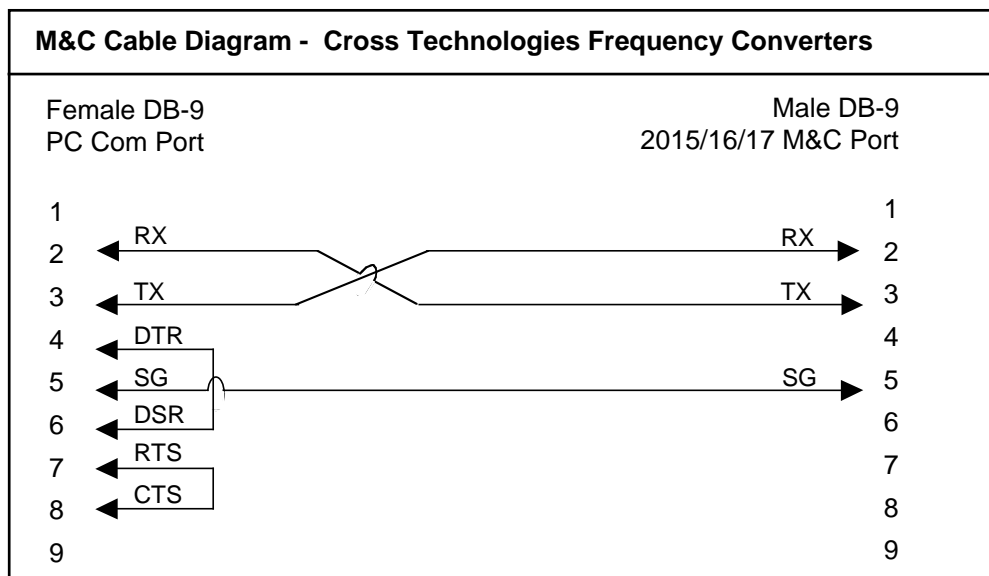 M&C Cable Diagram - Cross Technologies Frequency Converters
Female DB-9
PC Com Port
Male DB-9
2015/16/17 M&C Port
1 1
2 RX RX 2
3 TX TX 3
4 DTR 4
5 SG SG 5
6 DSR 6
7 RTS 7
8 CTS 8
9 9